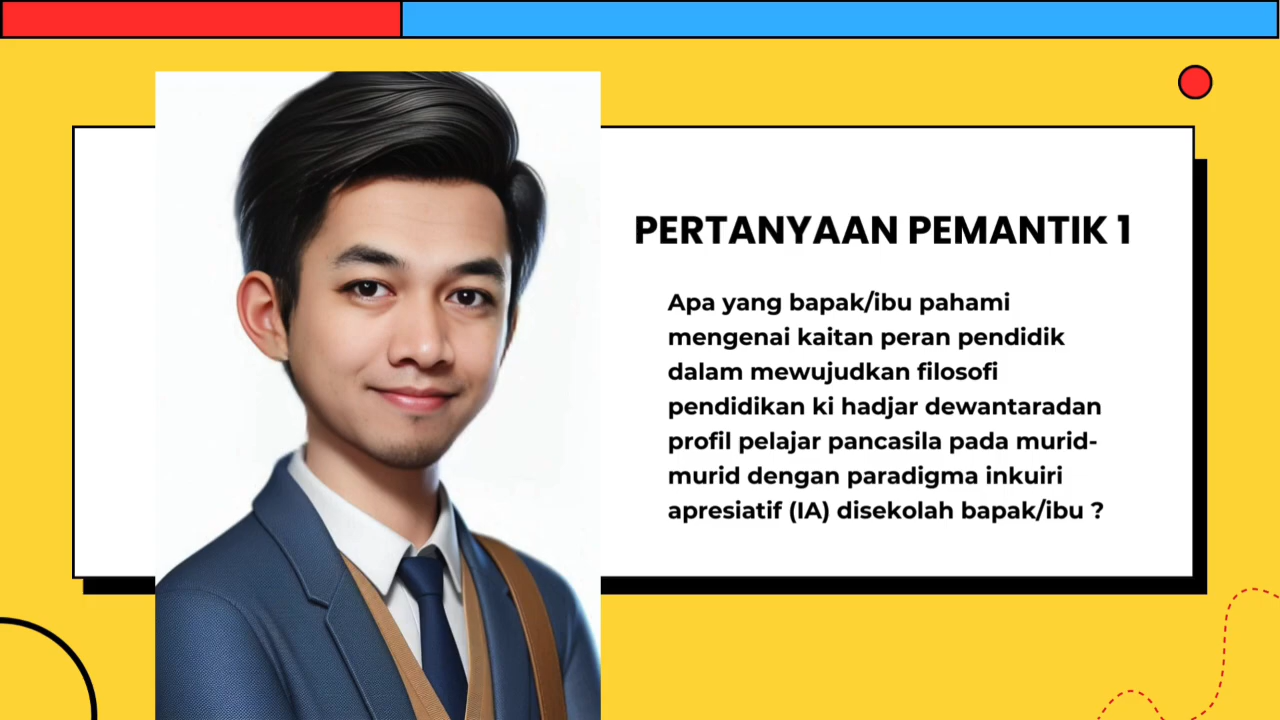 PERTANYAAN PEMANTIK 1
Apa yang bapak/ibu pahami
mengenai kaitan peran pendidik
dalam mewujudkan filosofi
pendidikan ki hadjar dewantaradan
profil pelajar pancasila pada murid-
murid dengan paradigma inkuiri
apresiatif (IA) disekolah bapak/ibu ?